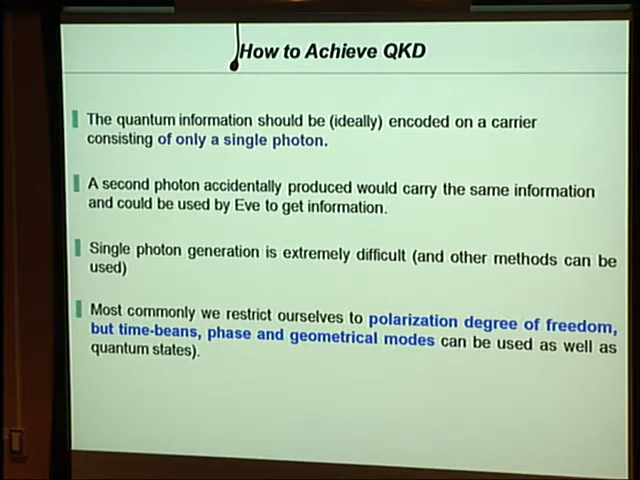 How to Achieve QKD
The quantum information should be (ideally) encoded on a carrier
consisting of only a single photon.
A second photon accidentally produced would carry the same information
and could be used by Eve to get information.
Single photon generation is extremely difficult (and other methods can be
used)
Most commonly we restrict ourselves to polarization degree of freedom,
but time-beans, phase and geometrical modes can be used as well as
quantum states).